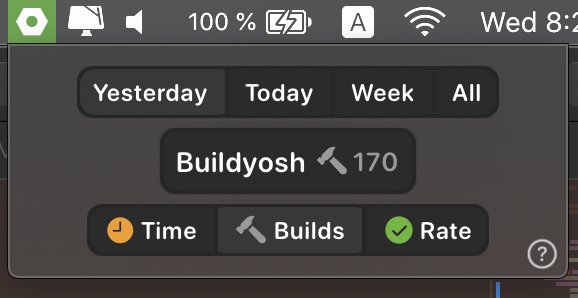 100 % A Wed 8:2
Yesterday Today Week All
Buildyosh 170
Time Builds Rate
?